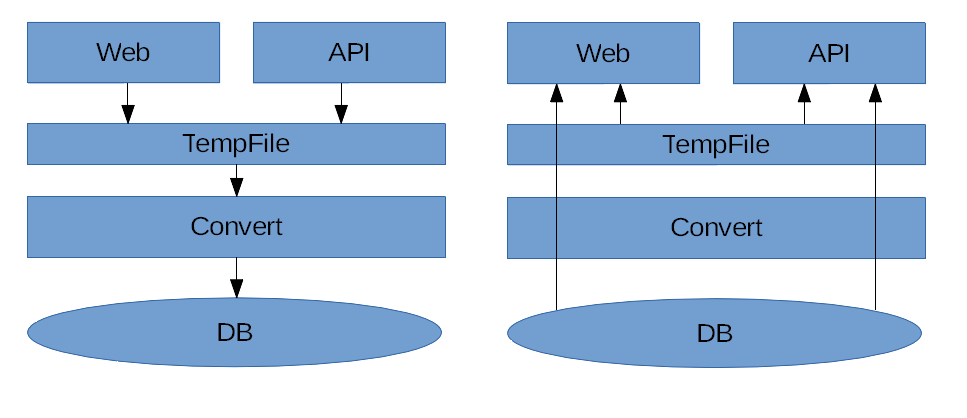 Web
API
TempFile
Convert
DB
Web
API
TempFile
Convert
DB